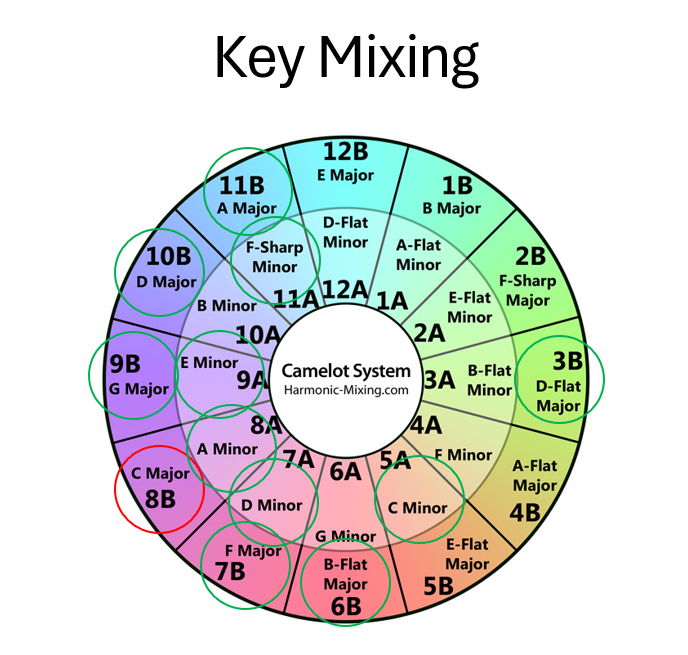 Key Mixing
12B
E Major
1B
B Major
2B
F-Sharp
Major
3B
D-Flat
Major
A-Flat
Major
4B
E-Flat
Major
5B
B-Flat
Major
6B
F Major
7B
C Major
8B
9B
G Major
10B
D Major
11B
A Major
D-Flat
Minor
12A
A-Flat
Minor
1A
E-Flat
Minor
2A
B-Flat
Minor
3A
4A
F Minor
5A
C Minor
6A
G Minor
7A
D Minor
8A
A Minor
E Minor
9A
B Minor
10A
F-Sharp
Minor
11A
Camelot System
Harmonic-Mixing.com